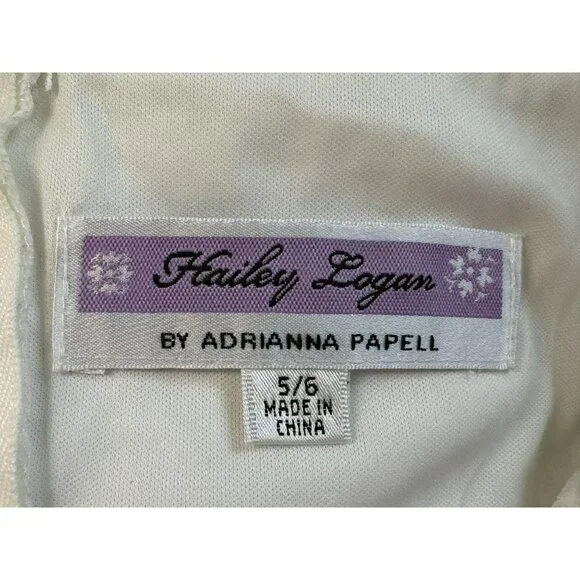 Hailey Logan
BY ADRIANNA PAPELL
5/6
MADE IN
CHINA